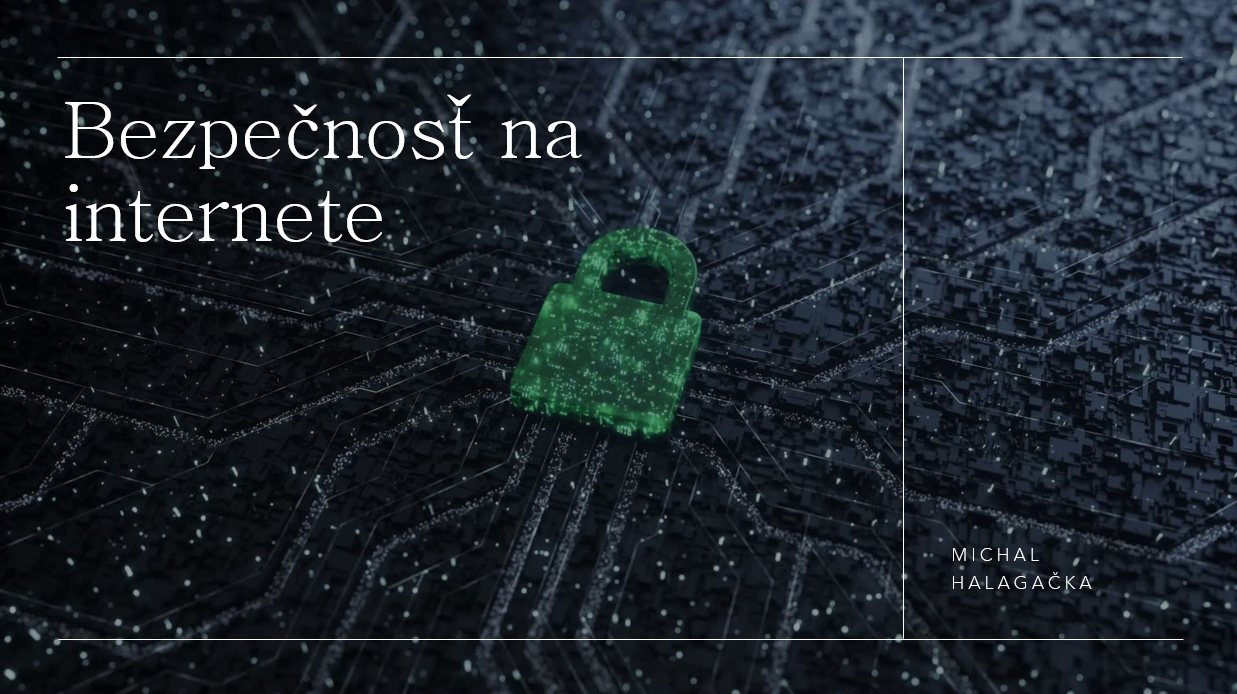 Bezpečnosť na
internete
MICHAL
HALAGAČKA